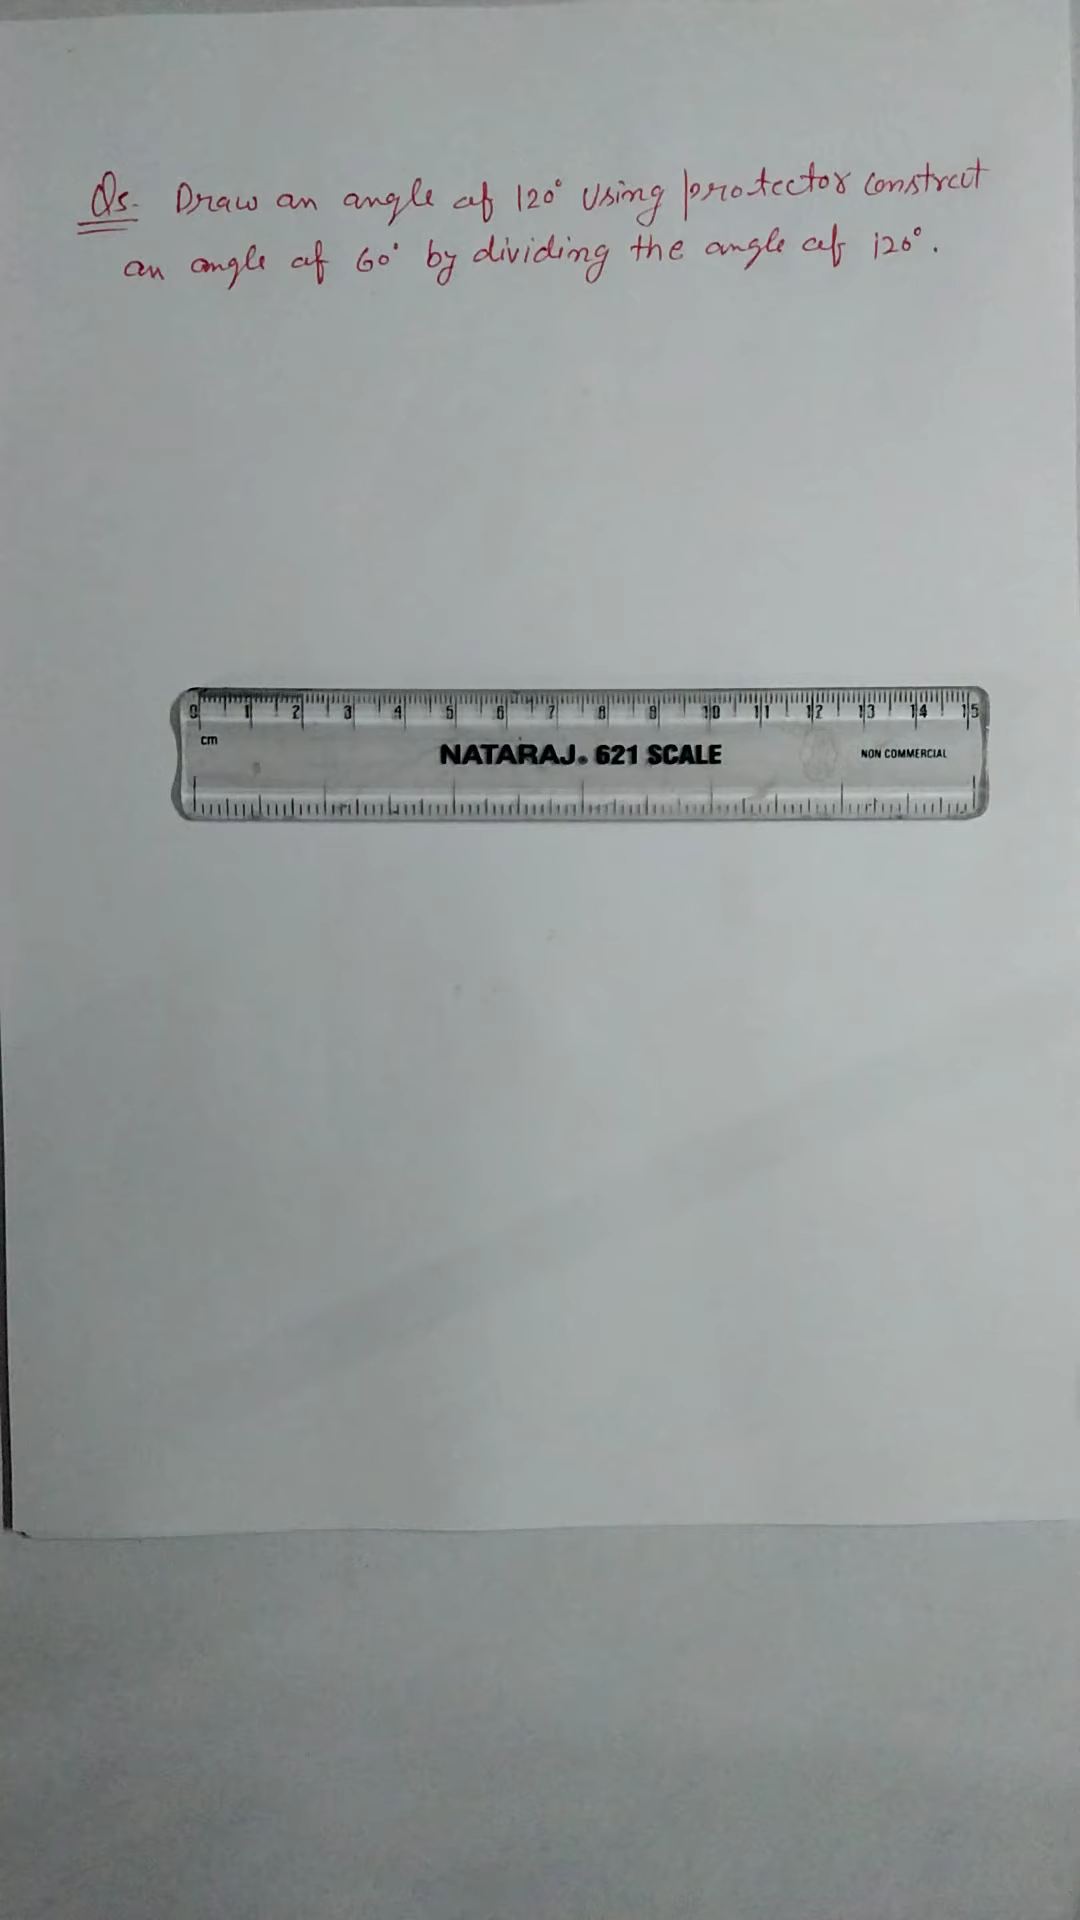 Qs. Draw an angle of 120° Using protector construct
an angle of 60° by dividing the angle of 120°.
0 1 2 3 4 5 6 7 8 9 10 11 12 13 14 15
cm
NATARAJ. 621 SCALE
NON COMMERCIAL